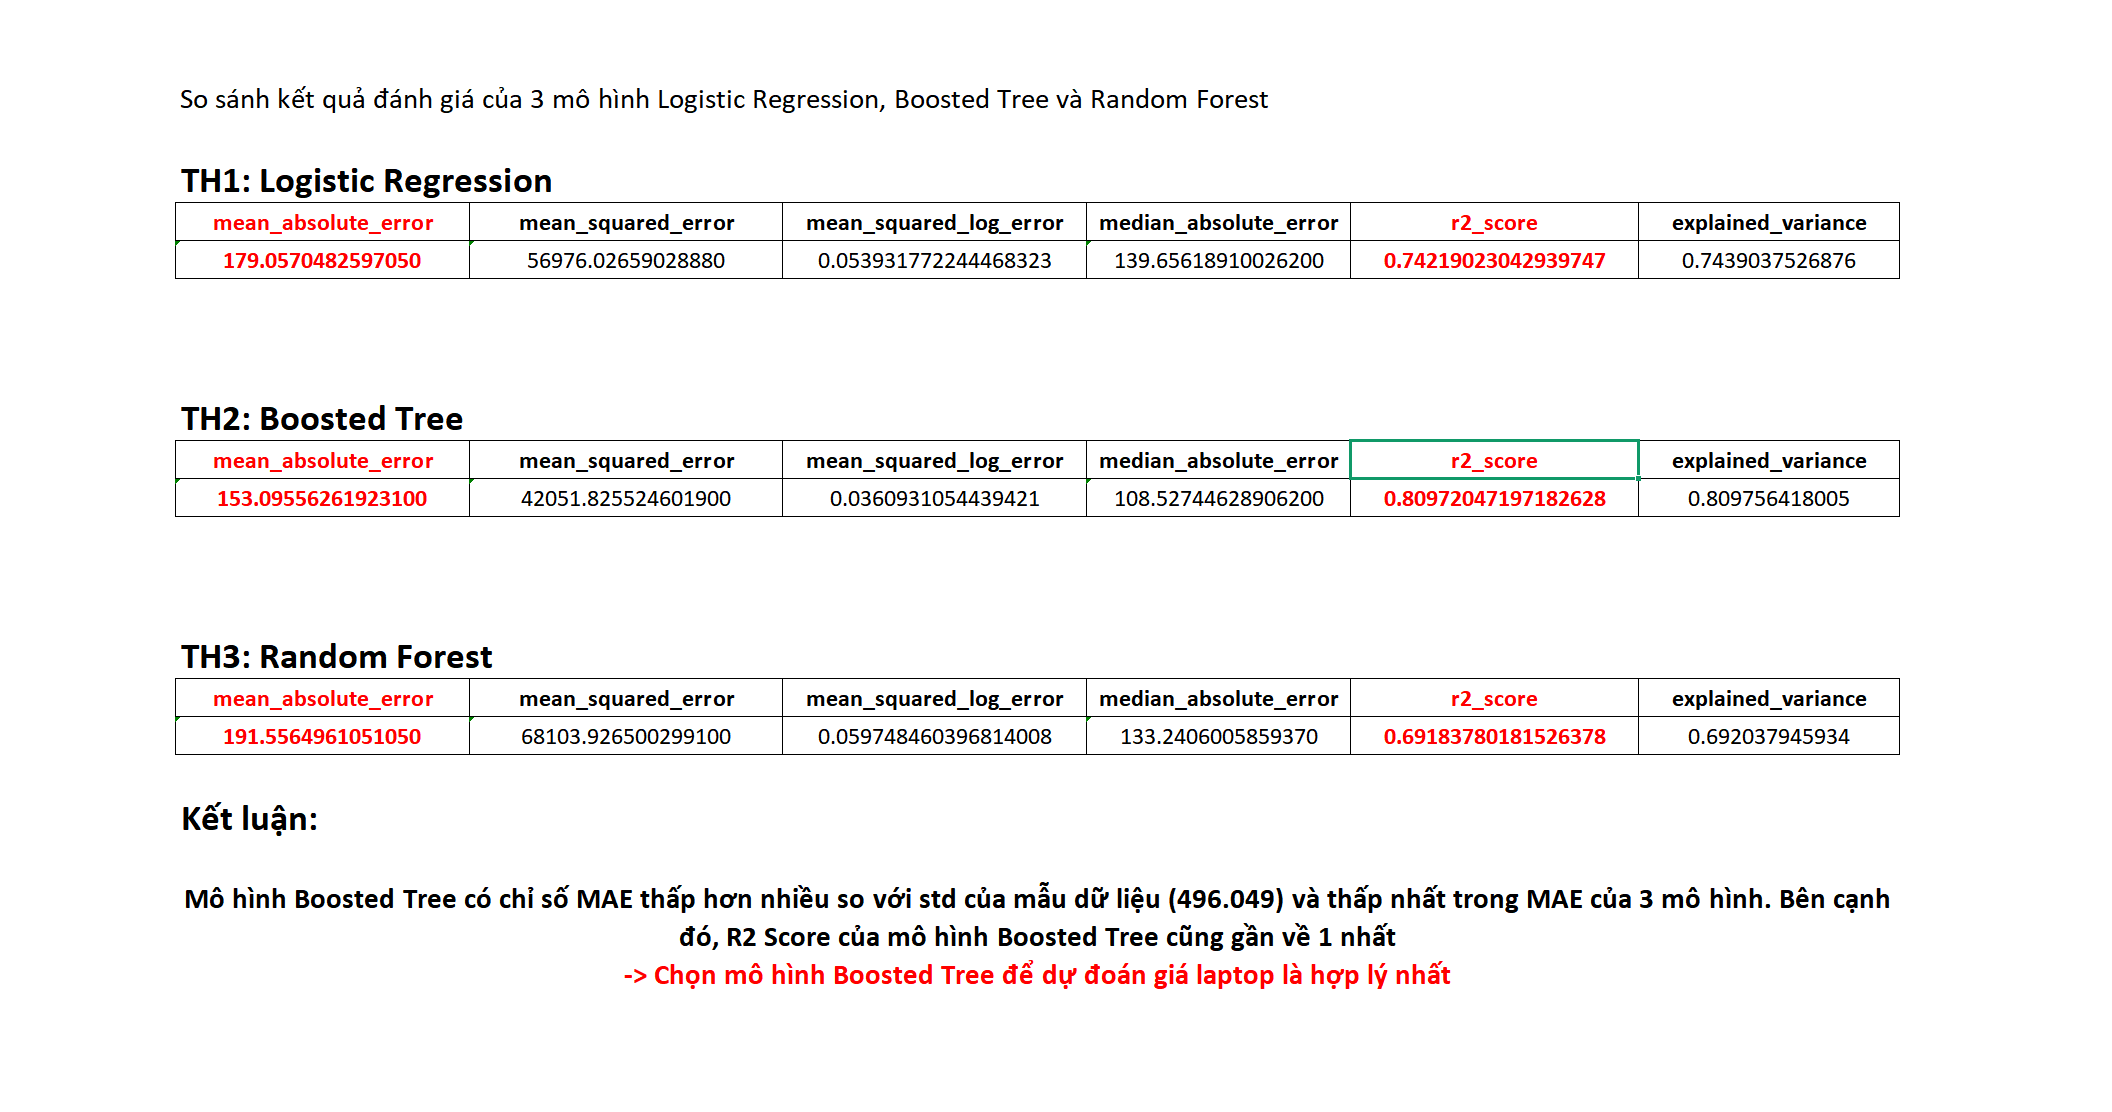 So sánh kết quả đánh giá của 3 mô hình Logistic Regression, Boosted Tree và Random Forest
TH1: Logistic Regression
mean_absolute_error mean_squared_error mean_squared_log_error median_absolute_error r2_score explained_variance
179.0570482597050 56976.02659028880 0.053931772244468323 139.65618910026200 0.74219023042939747 0.7439037526876
TH2: Boosted Tree
mean_absolute_error mean_squared_error mean_squared_log_error median_absolute_error r2_score explained_variance
153.09556261923100 42051.825524601900 0.0360931054439421 108.52744628906200 0.80972047197182628 0.809756418005
TH3: Random Forest
mean_absolute_error mean_squared_error mean_squared_log_error median_absolute_error r2_score explained_variance
191.5564961051050 68103.926500299100 0.059748460396814008 133.2406005859370 0.69183780181526378 0.692037945934
Kết luận:
Mô hình Boosted Tree có chỉ số MAE thấp hơn nhiều so với std của mẫu dữ liệu (496.049) và thấp nhất trong MAE của 3 mô hình. Bên cạnh
đó, R2 Score của mô hình Boosted Tree cũng gần về 1 nhất
-> Chọn mô hình Boosted Tree để dự đoán giá laptop là hợp lý nhất